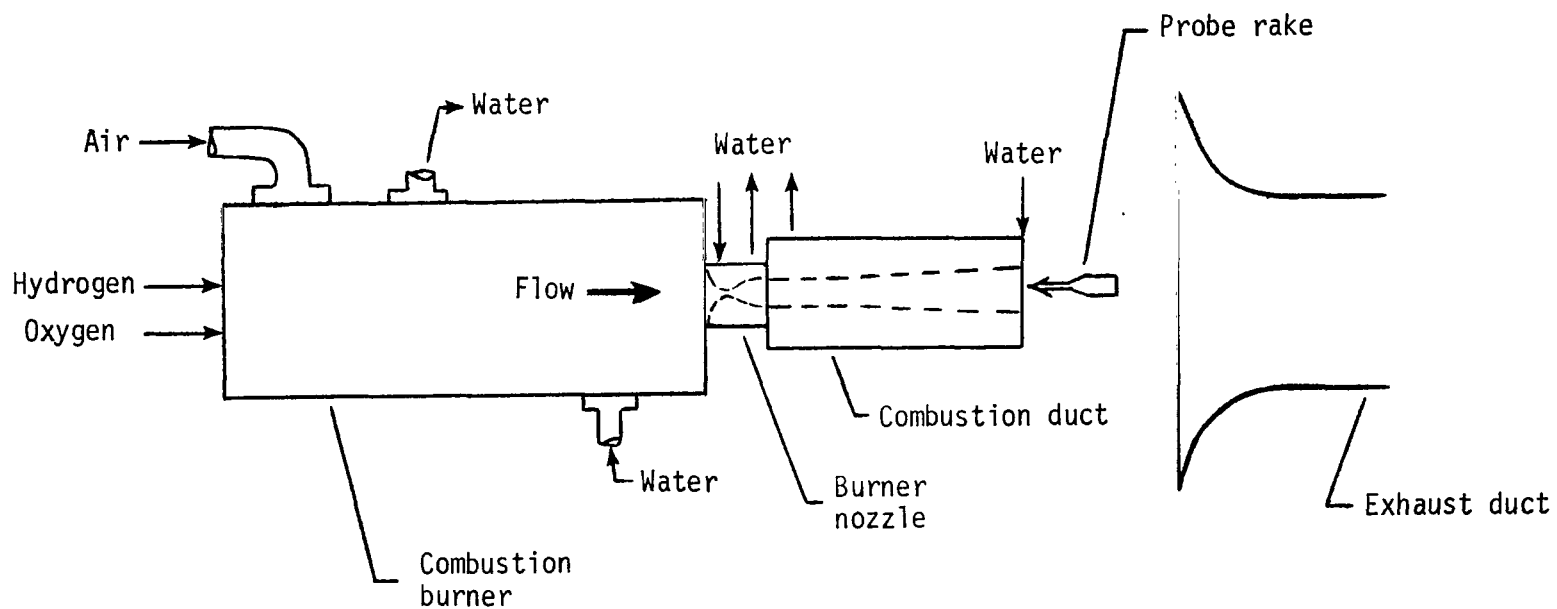 Probe rake
Water
Air
Water
Water
Hydrogen
Flow
Oxygen
Combustion duct
Water
Burner
nozzle
Exhaust duct
Combustion
burner